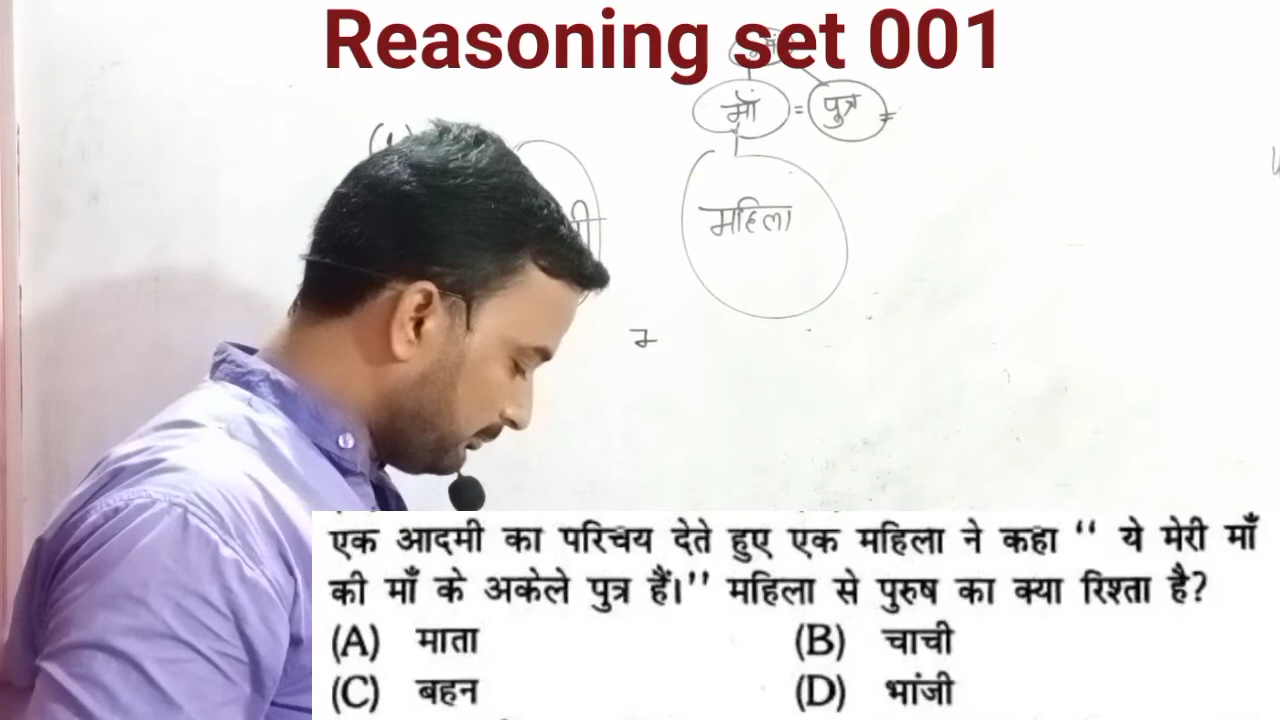 Reasoning set 001
माँ = पुत्र =
महिला
एक आदमी का परिचय देते हुए एक महिला ने कहा “ ये मेरी माँ
की माँ के अकेले पुत्र हैं।” महिला से पुरुष का क्या रिश्ता है?
(A) माता (B) चाची
(C) बहन (D) भांजी